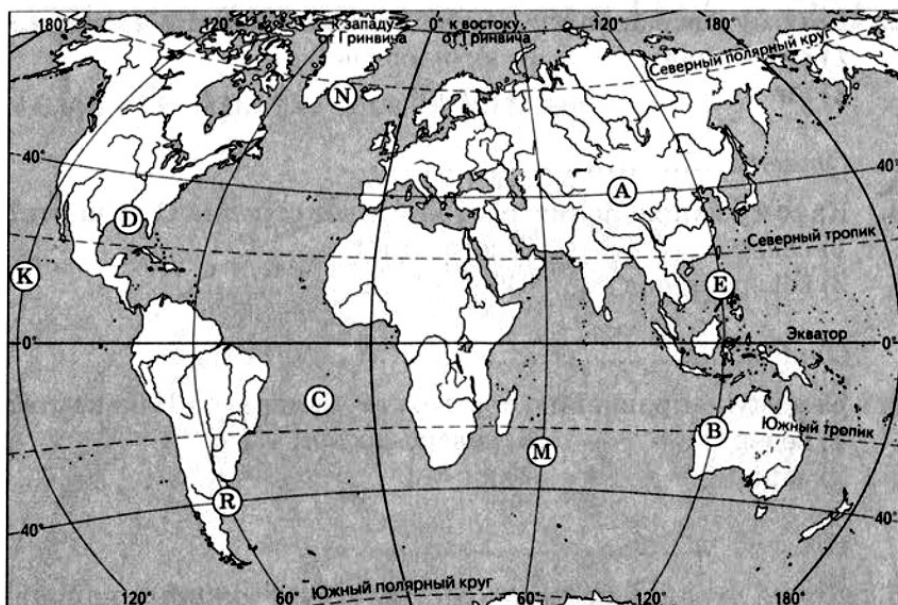 180°
120°
к западу
от Гринвича
0°
к востоку
от Гринвича
120°
180°
Северный полярный круг
N
40°
40°
A
D
Северный тропик
K
E
Экватор
0°
0°
C
B
Южный тропик
M
R
40°
40°
120°
Южный полярный круг
60°
120°
180°